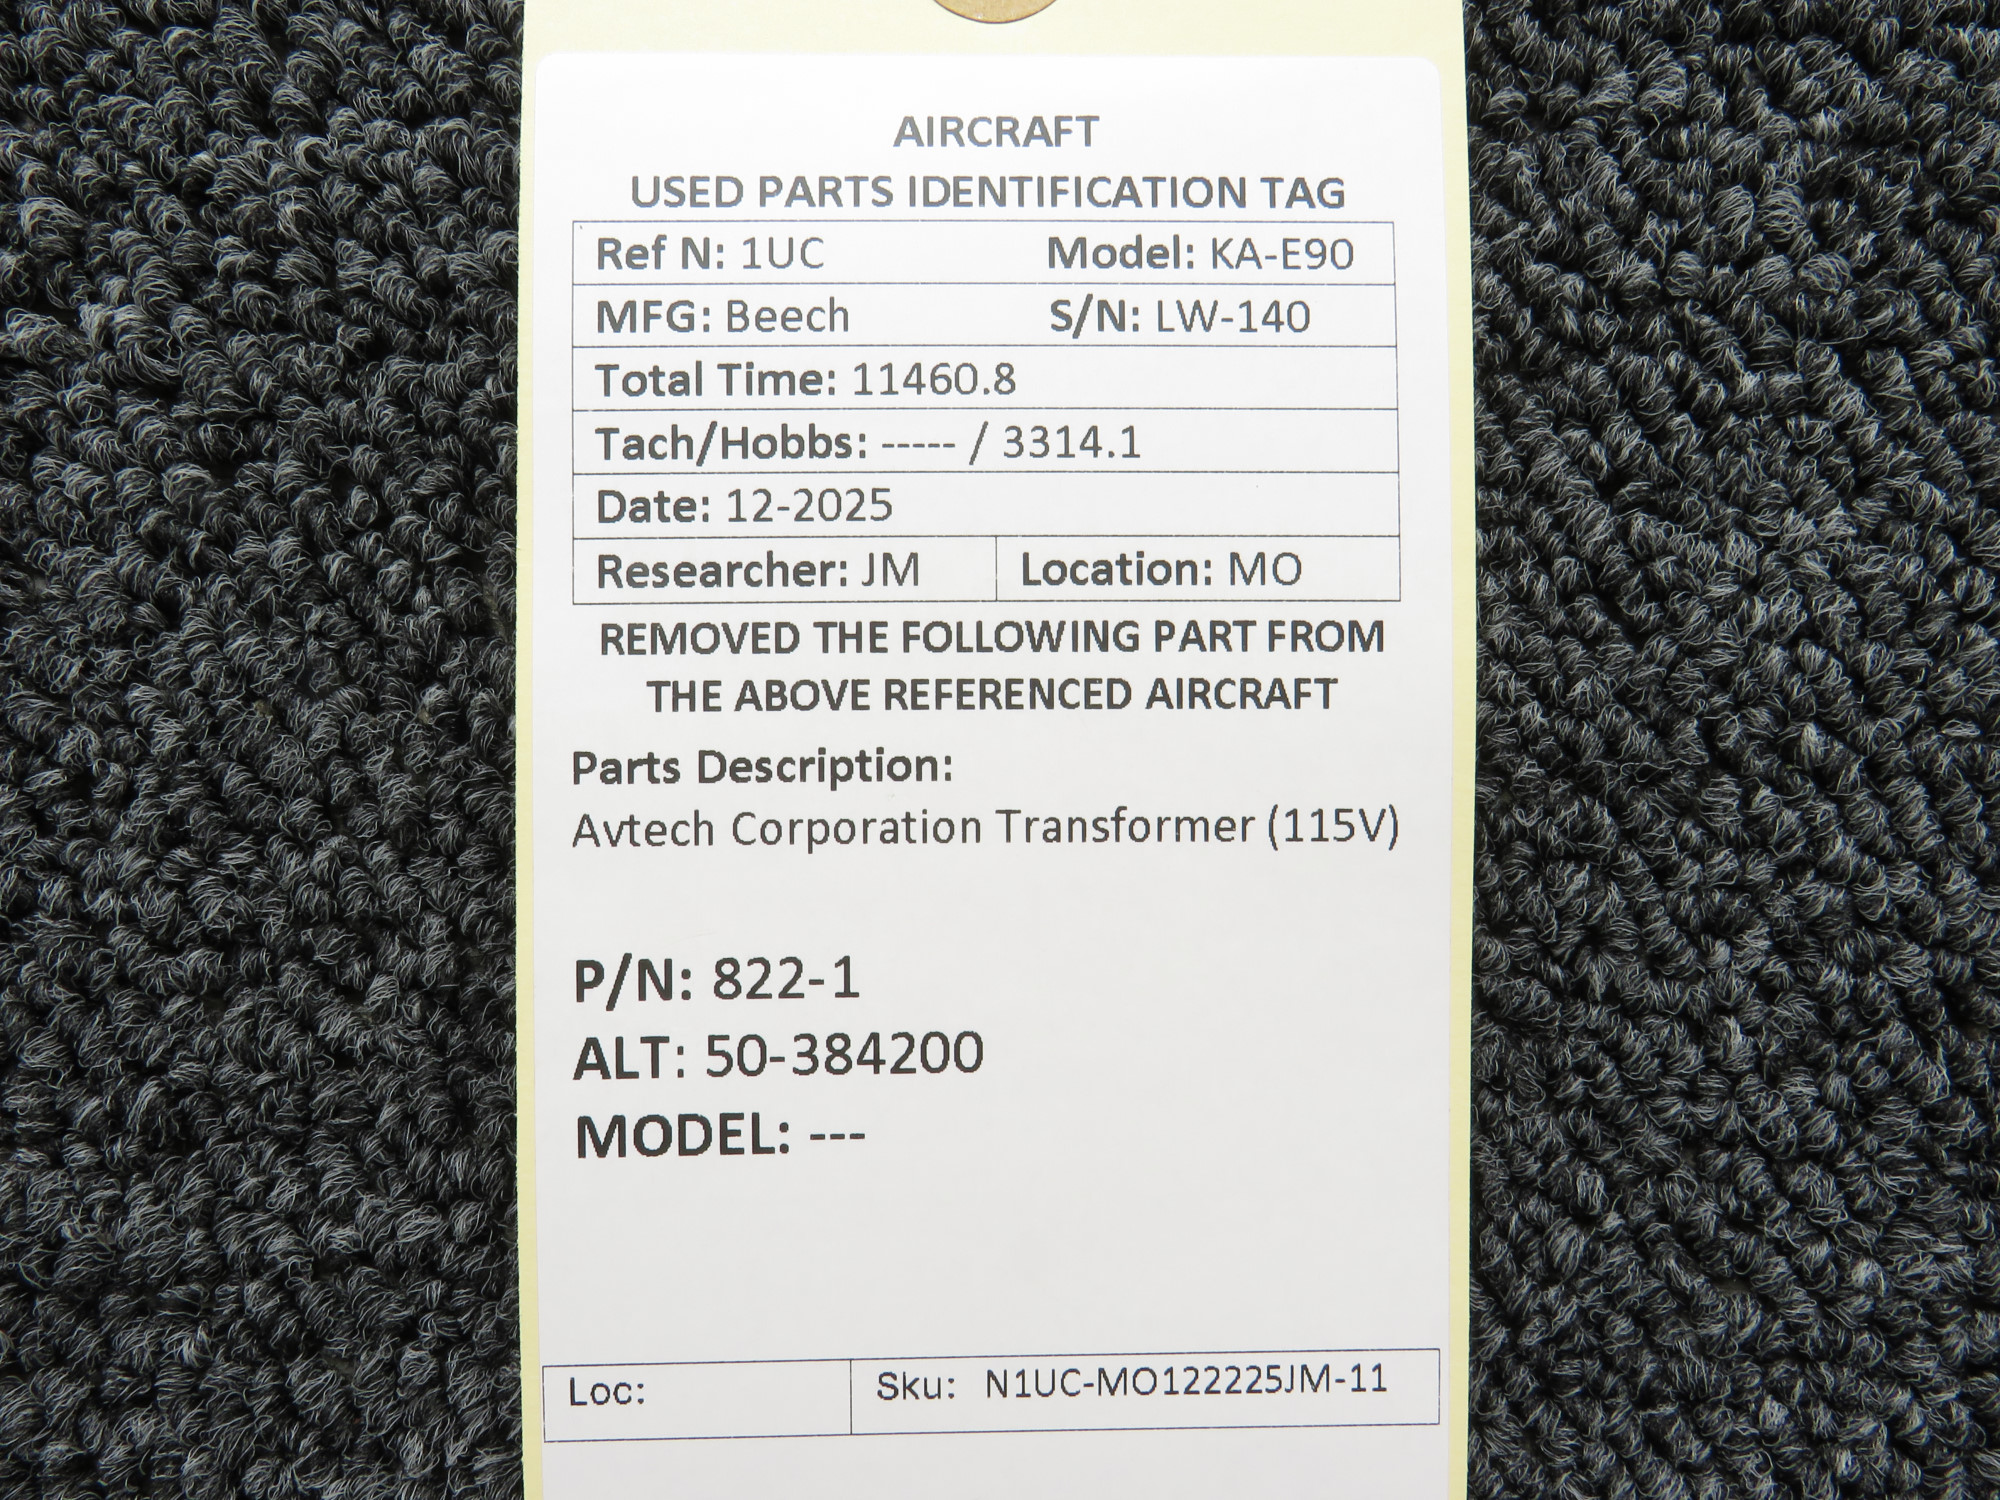 AIRCRAFT
USED PARTS IDENTIFICATION TAG
Ref N: 1UC Model: KA-E90
MFG: Beech S/N: LW-140
Total Time: 11460.8
Tach/Hobbs: ----- / 3314.1
Date: 12-2025
Researcher: JM Location: MO
REMOVED THE FOLLOWING PART FROM
THE ABOVE REFERENCED AIRCRAFT
Parts Description:
Avtech Corporation Transformer (115V)
P/N: 822-1
ALT: 50-384200
MODEL: ---
Loc: Sku: N1UC-MO122225JM-11